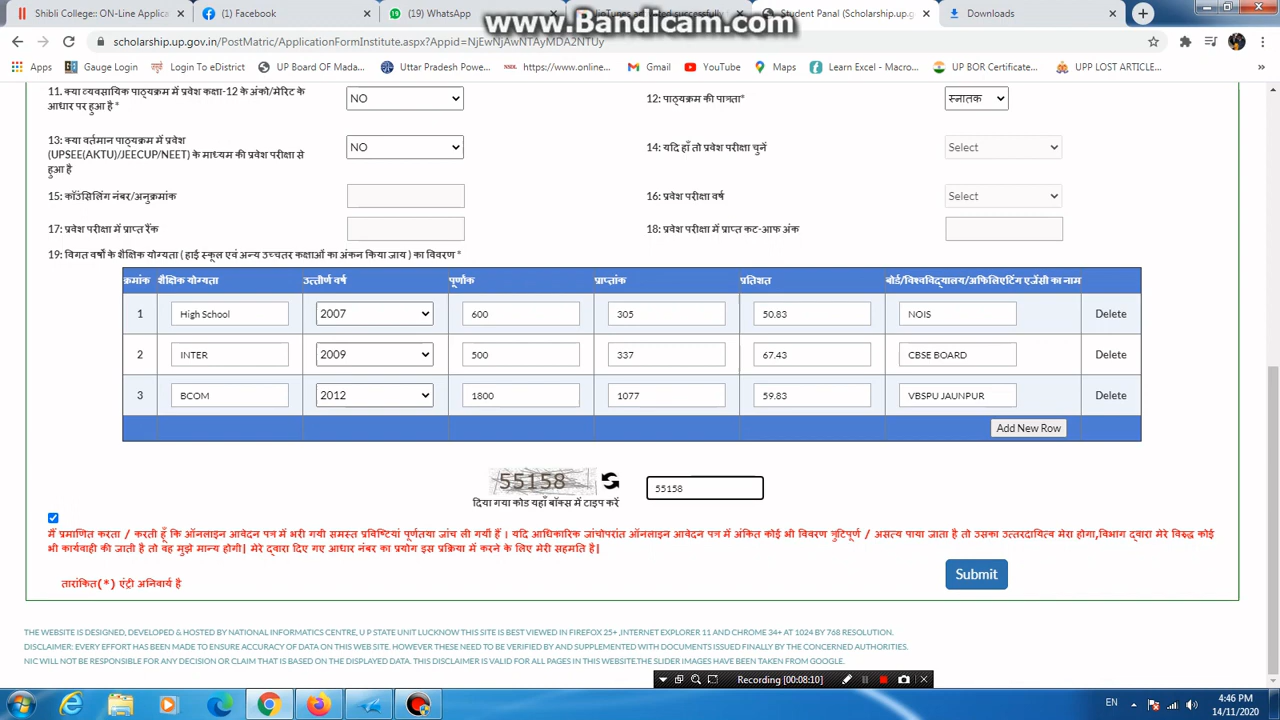 Shibli College: ON-Line Applica
(1) Facebook
(19) WhatsApp
Student Panal (Scholarship.up.g
Downloads
www.Bandicam.com
scholarship.up.gov.in/PostMatric/ApplicationFormInstitute.aspx?Appid=NjEwNjAwNTAyMDA2NTUy
Apps
Gauge Login
Login To eDistrict
UP Board OF Mada...
Uttar Pradesh Powe...
https://www.online...
Gmail
YouTube
Maps
Learn Excel - Macro...
UP BOR Certificate...
UPP LOST ARTICLE...
11. क्या व्यवसायिक पाठ्यक्रम में प्रवेश कक्षा-12 के अंको/मेरिट के
आधार पर हुआ है*
NO
12: पाठ्यक्रम की पात्रता*
स्नातक
13: क्या वर्तमान पाठ्यक्रम में प्रवेश
(UPSEE(AKTU)/JEECUP/NEET) के माध्यम की प्रवेश परीक्षा से
हुआ है
NO
14: यदि हाँ तो प्रवेश परीक्षा चुनें
Select
15: कॉउंसिलिंग नंबर/अनुक्रमांक
16: प्रवेश परीक्षा वर्ष
Select
17: प्रवेश परीक्षा में प्राप्त रैंक
18: प्रवेश परीक्षा में प्राप्त कट-आफ अंक
19: विगत वर्षो के शैक्षिक योग्यता ( हाई स्कूल एवं अन्य उच्चतर कक्षाओं का अंकन किया जाय ) का विवरण *
क्रमांक शैक्षिक योग्यता उत्तीर्ण वर्ष पूर्णांक प्राप्तांक प्रतिशत बोर्ड/विश्वविद्यालय/अफिलिएटिंग एजेंसी का नाम
1 High School 2007 600 305 50.83 NOIS Delete
2 INTER 2009 500 337 67.43 CBSE BOARD Delete
3 BCOM 2012 1800 1077 59.83 VBSPU JAUNPUR Delete
Add New Row
55158
55158
दिया गया कोड यहाँ बॉक्स में टाइप करें
मैं प्रमाणित करता / करती हूँ कि ऑनलाइन आवेदन पत्र में भरी गयी समस्त प्रविष्टियां पूर्णतया जांच ली गयीं हैं । यदि आधिकारिक जांचोपरांत ऑनलाइन आवेदन पत्र में अंकित कोई भी विवरण त्रुटिपूर्ण / असत्य पाया जाता है तो उसका उत्तरदायित्व मेरा होगा,विभाग द्वारा मेरे विरुद्ध कोई
भी कार्यवाही की जाती है तो वह मुझे मान्य होगी| मेरे द्वारा दिए गए आधार नंबर का प्रयोग इस प्रक्रिया में करने के लिए मेरी सहमति है|
तारांकित(*) एंट्री अनिवार्य है
Submit
THE WEBSITE IS DESIGNED, DEVELOPED & HOSTED BY NATIONAL INFORMATICS CENTRE, U P STATE UNIT LUCKNOW THIS SITE IS BEST VIEWED IN FIREFOX 25+ ,INTERNET EXPLORER 11 AND CHROME 34+ AT 1024 BY 768 RESOLUTION.
DISCLAIMER: EVERY EFFORT HAS BEEN MADE TO ENSURE ACCURACY OF DATA ON THIS WEB SITE. HOWEVER THESE NEED TO BE VERIFIED BY AND SUPPLEMENTED WITH DOCUMENTS ISSUED FINALLY BY THE CONCERNED AUTHORITIES.
NIC WILL NOT BE RESPONSIBLE FOR ANY DECISION OR CLAIM THAT IS BASED ON THE DISPLAYED DATA. THIS DISCLAIMER IS VALID FOR ALL PAGES IN THIS WEBSITE.THE SLIDER IMAGES HAVE BEEN TAKEN FROM GOOGLE.
Recording [00:08:10]
EN
4:46 PM
14/11/2020